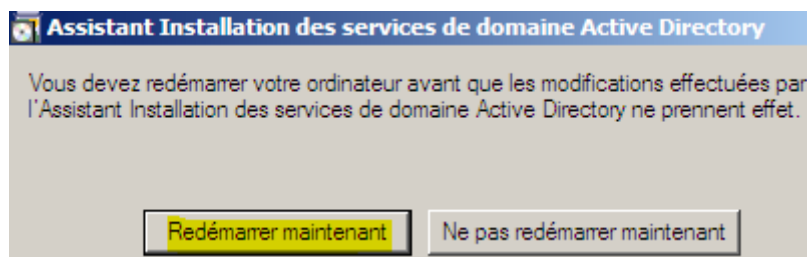 Assistant Installation des services de domaine Active Directory
Vous devez redémarrer votre ordinateur avant que les modifications effectuées par
l'Assistant Installation des services de domaine Active Directory ne prennent effet.
Redémarrer maintenant
Ne pas redémarrer maintenant